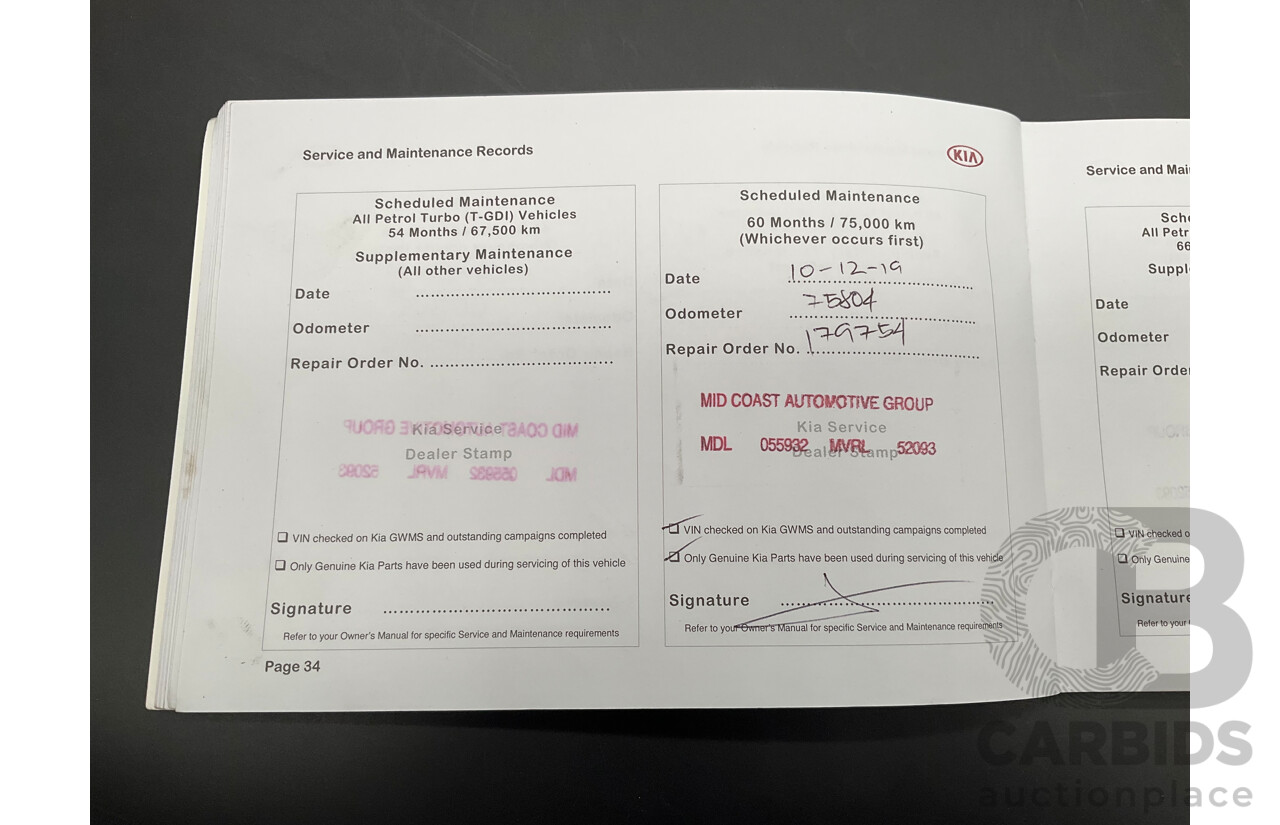 Service and Maintenance Records
KIA
Scheduled Maintenance
All Petrol Turbo (T-GDI) Vehicles
54 Months / 67,500 km
Supplementary Maintenance
(All other vehicles)
Date
Odometer
Repair Order No.
Kia Service
Dealer Stamp
VIN checked on Kia GWMS and outstanding campaigns completed
Only Genuine Kia Parts have been used during servicing of this vehicle
Signature
Refer to your Owner's Manual for specific Service and Maintenance requirements
Page 34
Scheduled Maintenance
60 Months / 75,000 km
(Whichever occurs first)
Date 10-12-19
Odometer 75804
Repair Order No. 179754
MID COAST AUTOMOTIVE GROUP
Kia Service
MDL 055932 MVRL 52093
Dealer Stamp
VIN checked on Kia GWMS and outstanding campaigns completed
Only Genuine Kia Parts have been used during servicing of this vehicle
Signature
Refer to your Owner's Manual for specific Service and Maintenance requirements
Service and Mai
Sch
All Petr
66
Suppl
Date
Odometer
Repair Orde
VIN checked o
Only Genuine
Signature
Refer to your
CB
CARBIDS
auctionplace